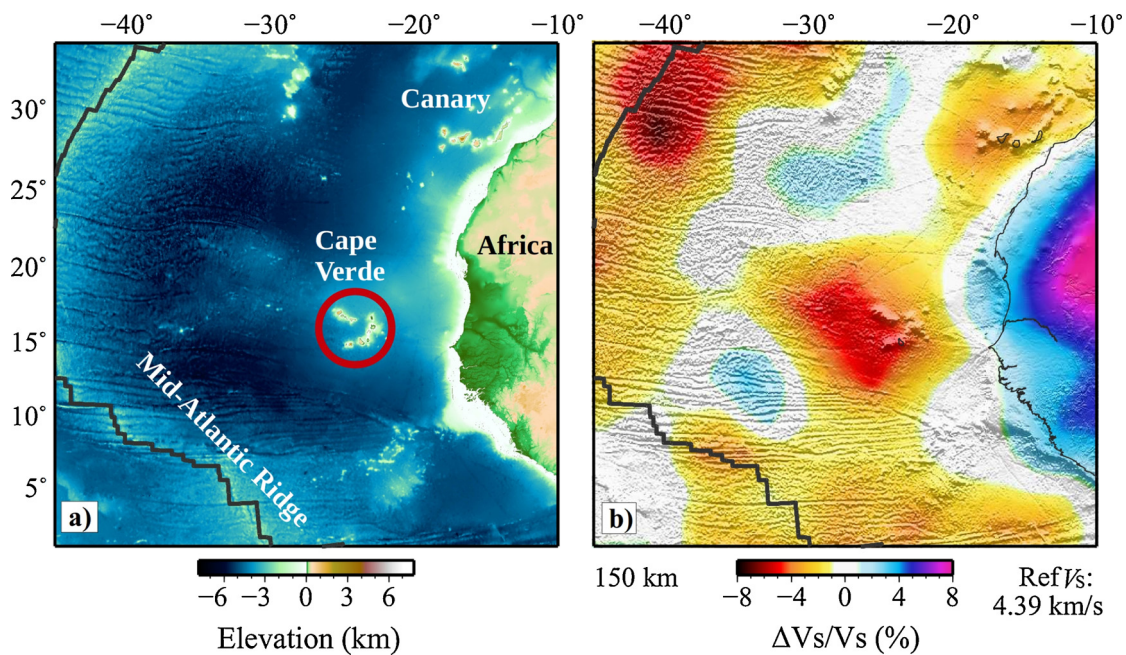 −40° −30° −20° −40° −30° −20° −10°
30°
25°
20°
15°
10°
5°
Canary
Cape
Verde
Africa
Mid-Atlantic Ridge
a)
b)
−6 −3 0 3 6
Elevation (km)
150 km
−8 −4 0 4 8
ΔVs/Vs (%)
Ref Vs:
4.39 km/s